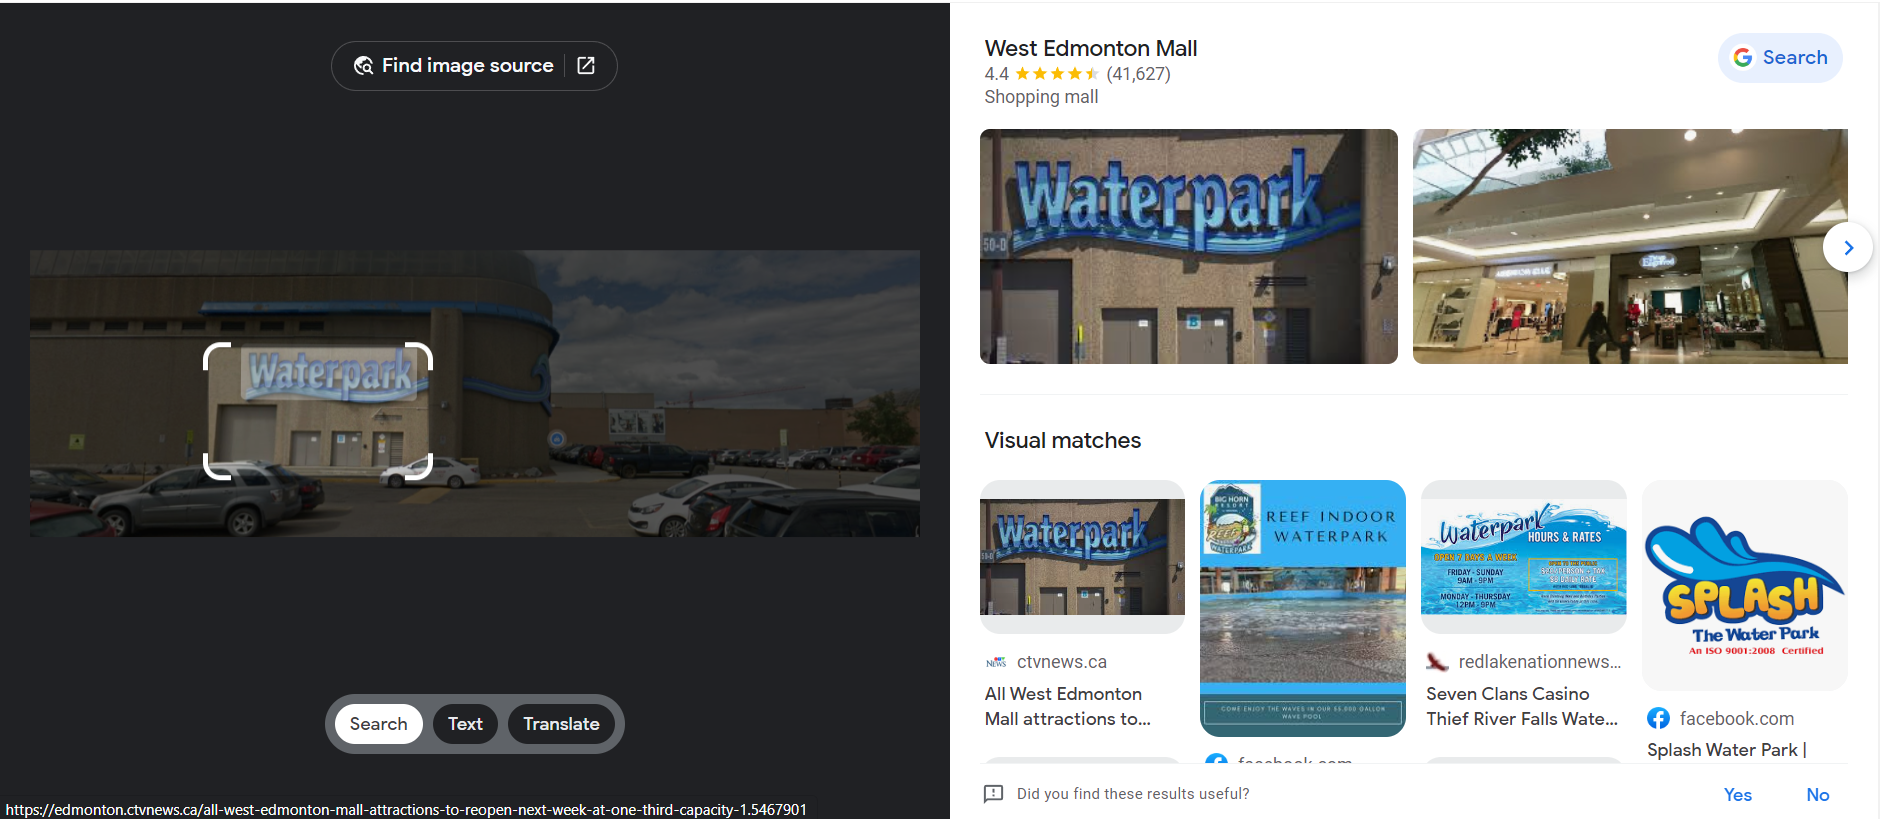 Find image source
Waterpark
Search
Text
Translate
https://edmonton.ctvnews.ca/all-west-edmonton-mall-attractions-to-reopen-next-week-at-one-third-capacity-1.5467901
West Edmonton Mall
4.4 (41,627)
Shopping mall
Search
Waterpark
50-D
B
Visual matches
Waterpark
NEWS ctvnews.ca
All West Edmonton
Mall attractions to...
BIG HORN
RESORT
REEF
WATERPARK
REEF INDOOR
WATERPARK
COME ENJOY THE WAVES IN OUR 55,000 GALLON
WAVE POOL
facebook.com
Waterpark
HOURS & RATES
OPEN 7 DAYS A WEEK
FRIDAY - SUNDAY
9AM - 9PM
MONDAY - THURSDAY
12PM - 9PM
redlakenationnews...
Seven Clans Casino
Thief River Falls Wate...
SPLASH
The Water Park
An ISO 9001:2008 Certified
facebook.com
Splash Water Park |
Did you find these results useful?
Yes
No